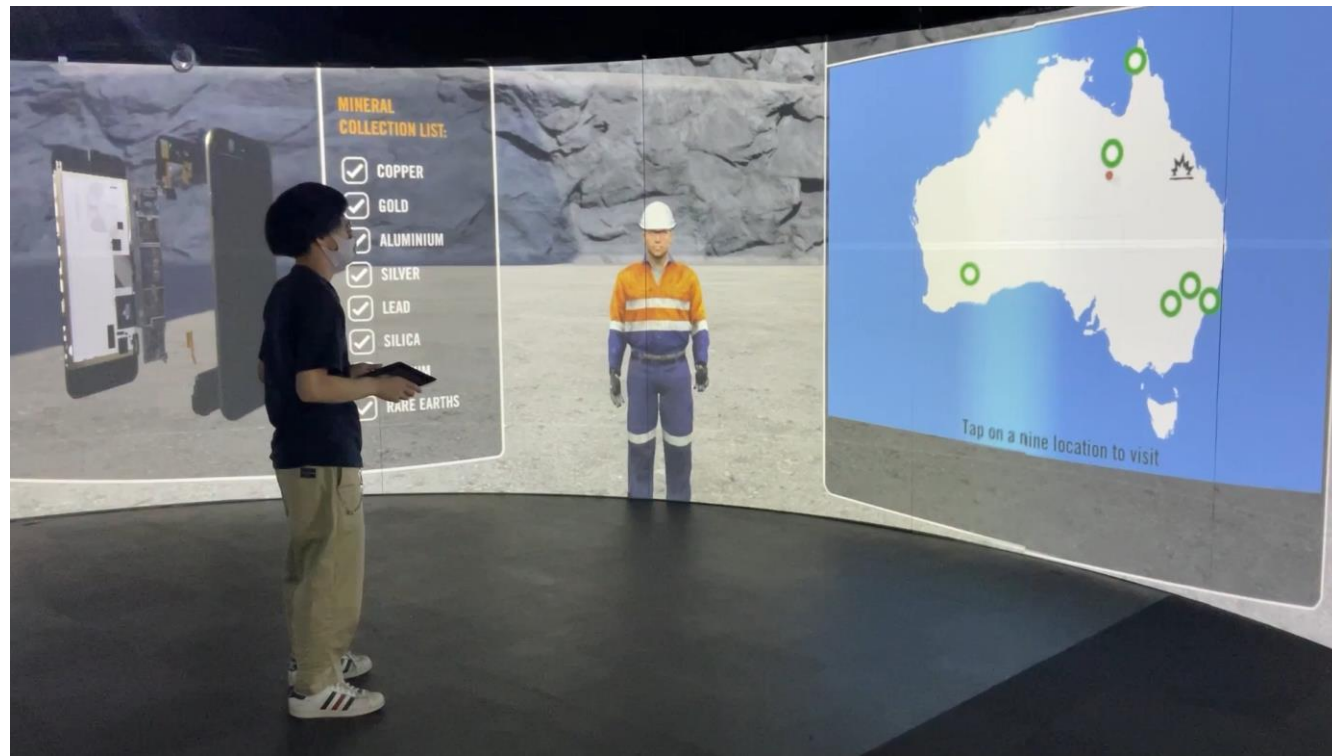 MINERAL
COLLECTION LIST:
COPPER
GOLD
ALUMINIUM
SILVER
LEAD
SILICA
RARE EARTHS
Tap on a nine location to visit